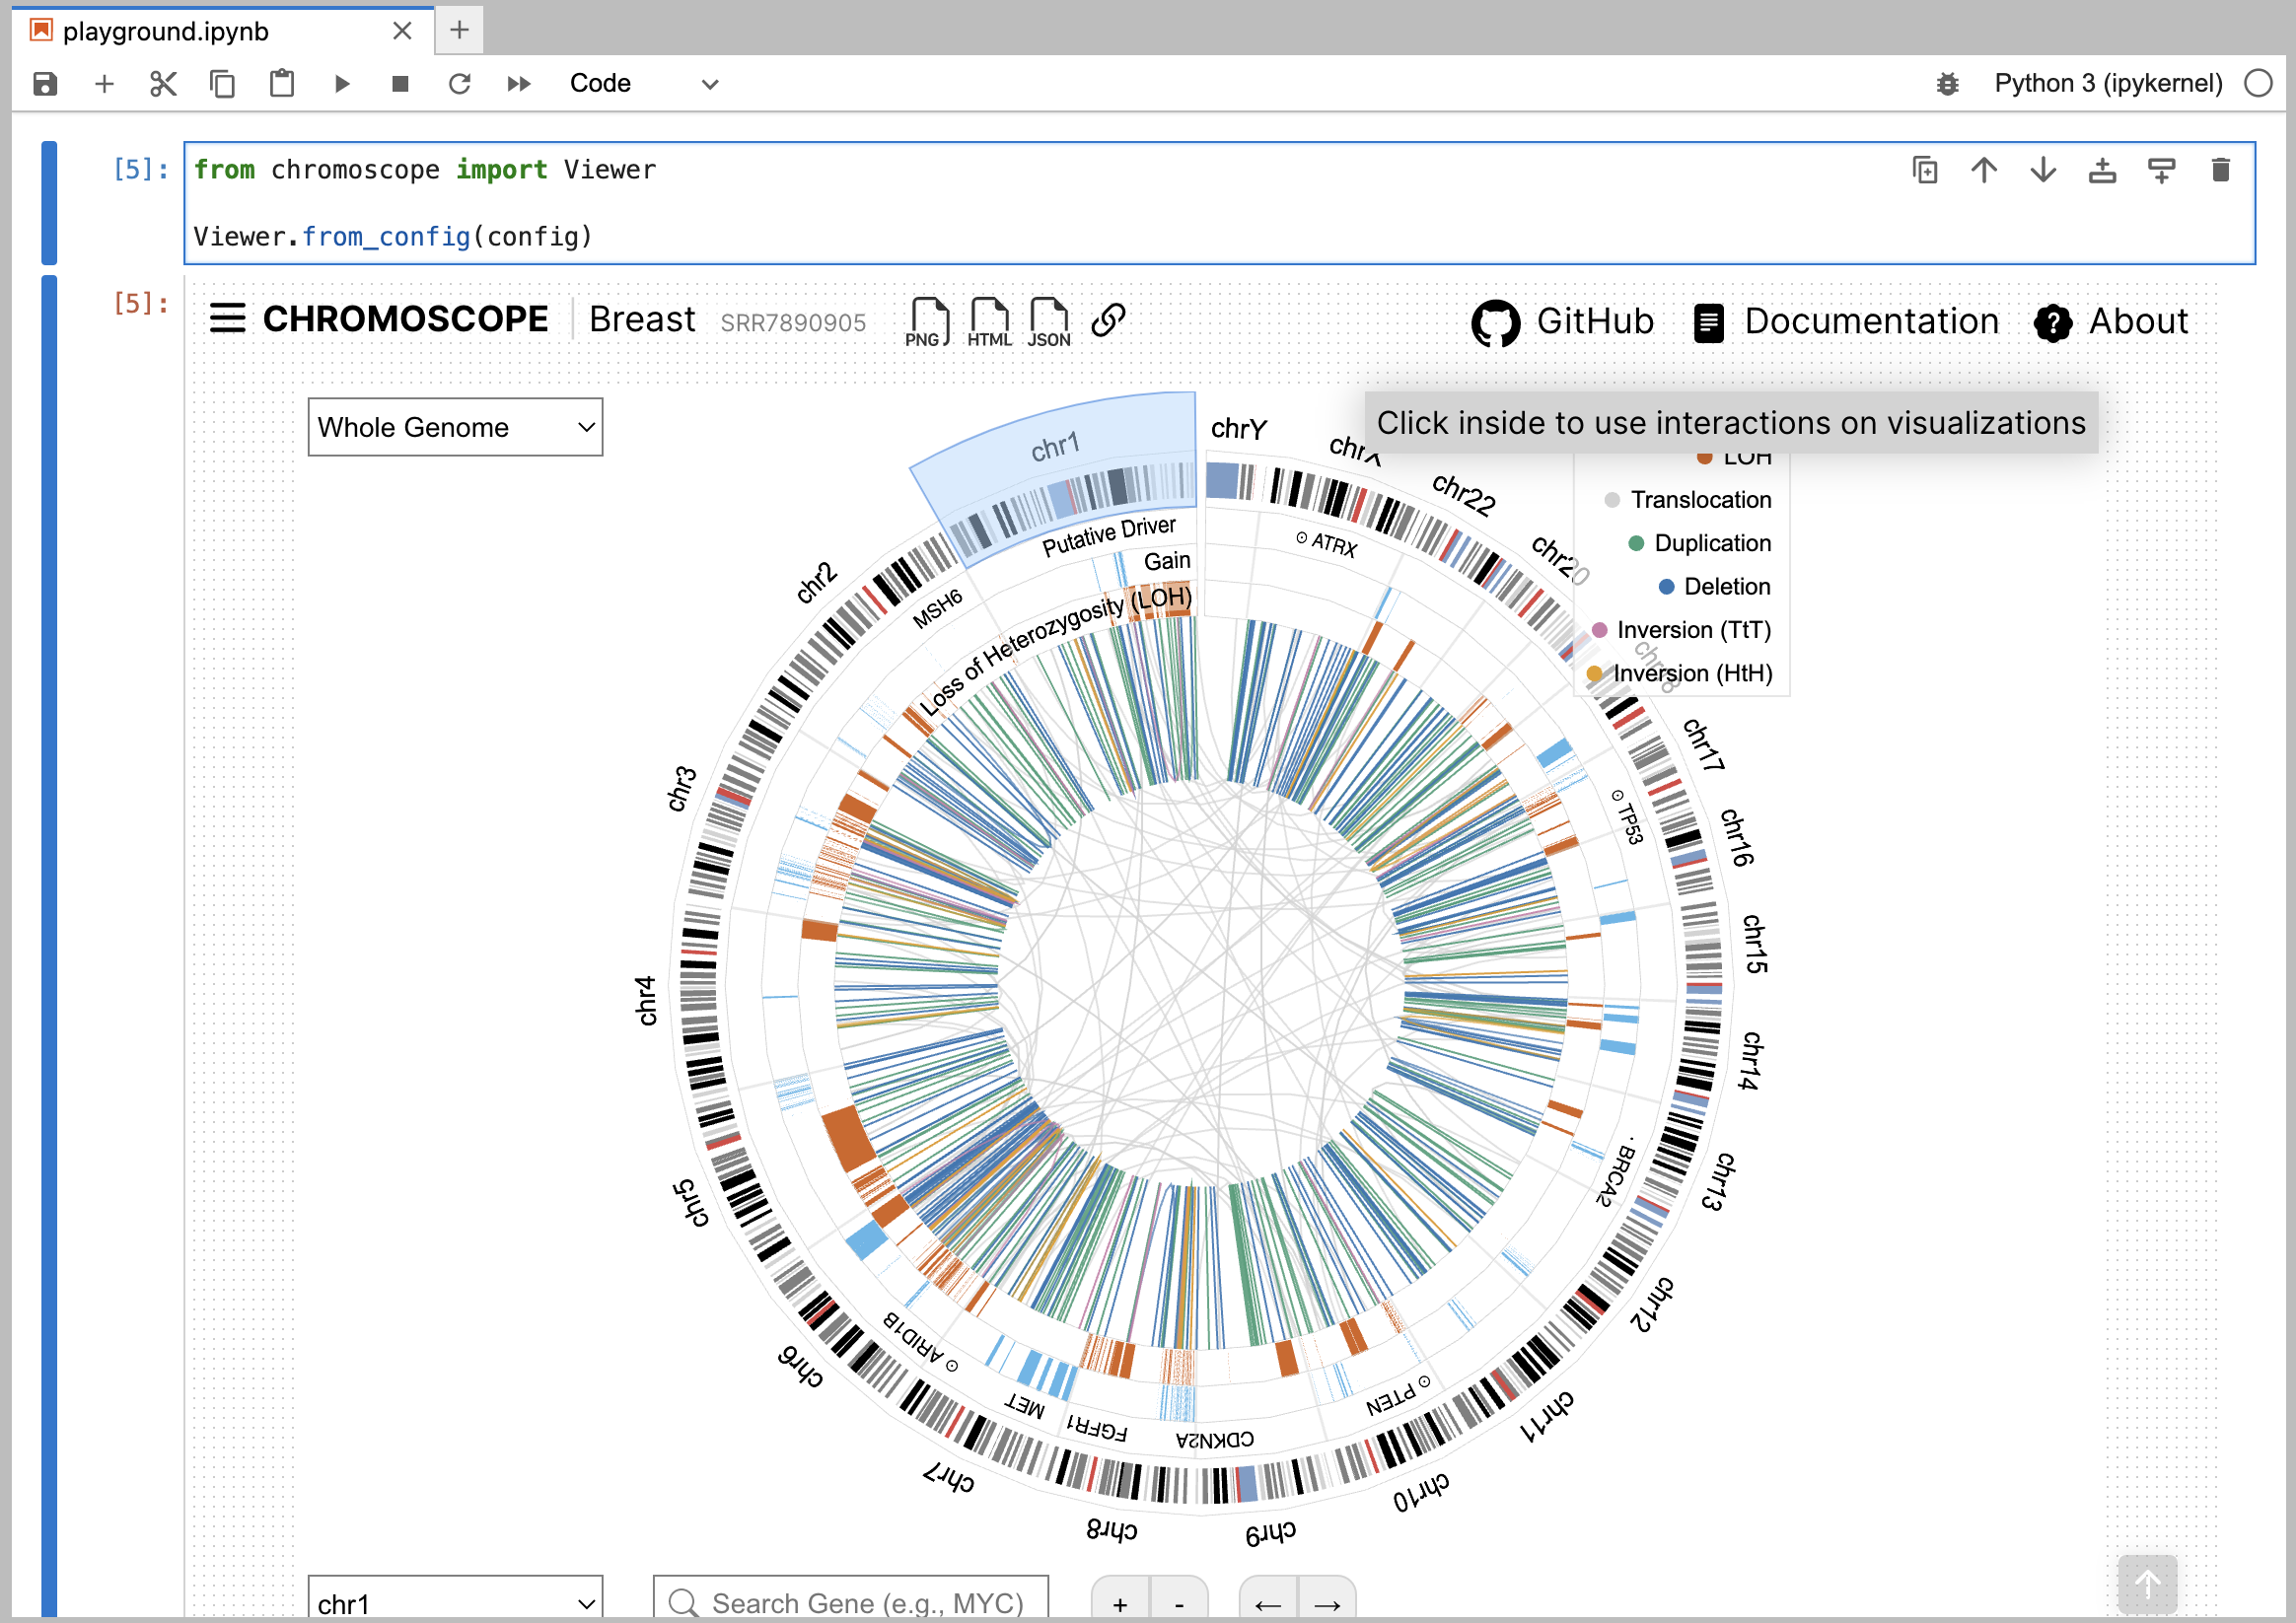 playground.ipynb
Code
Python 3 (ipykernel)
[5]:
from chromoscope import Viewer
Viewer.from_config(config)
[5]:
CHROMOSCOPE
Breast
SRR7890905
PNG
HTML
JSON
GitHub
Documentation
About
Whole Genome
Click inside to use interactions on visualizations
LOH
Translocation
Duplication
Deletion
Inversion (TtT)
Inversion (HtH)
chr1
chrY
chrX
chr22
chr20
chr18
chr17
chr16
chr15
chr14
chr13
chr12
chr11
chr10
chr9
chr8
chr7
chr6
chr5
chr4
chr3
chr2
Putative Driver
Gain
Loss of Heterozygosity (LOH)
MSH6
ATRX
TP53
BRCA2
PTEN
CDKN2A
FGFR1
MET
ARID1B
chr1
Search Gene (e.g., MYC)
+
-
←
→